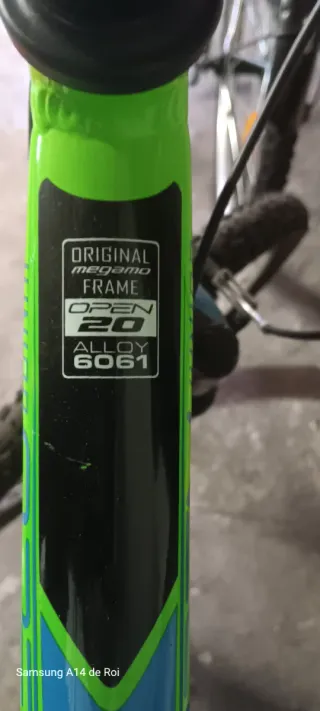 ORIGINAL
megamo
FRAME
OPEN
20
ALLOY
6061
Samsung A14 de Roi